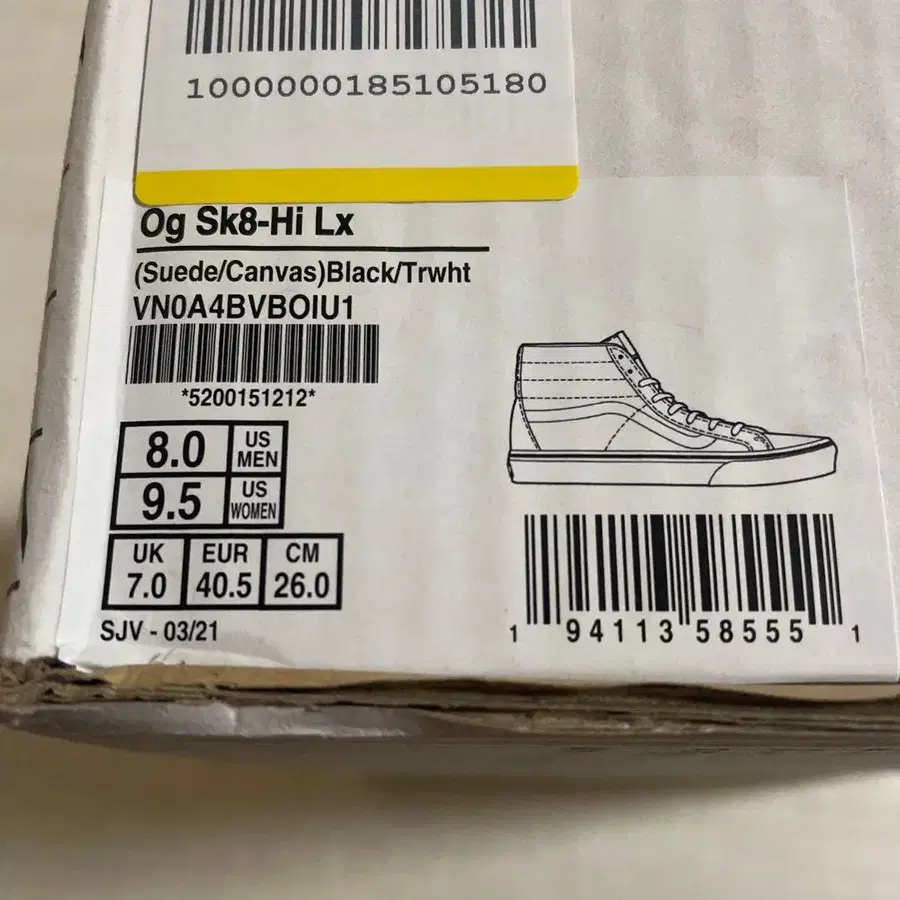 1000000185105180
Og Sk8-Hi Lx
(Suede/Canvas)Black/Trwht
VN0A4BVBOIU1
*5200151212*
8.0 US MEN
9.5 US WOMEN
UK EUR CM
7.0 40.5 26.0
SJV - 03/21
1 94113 58555 1